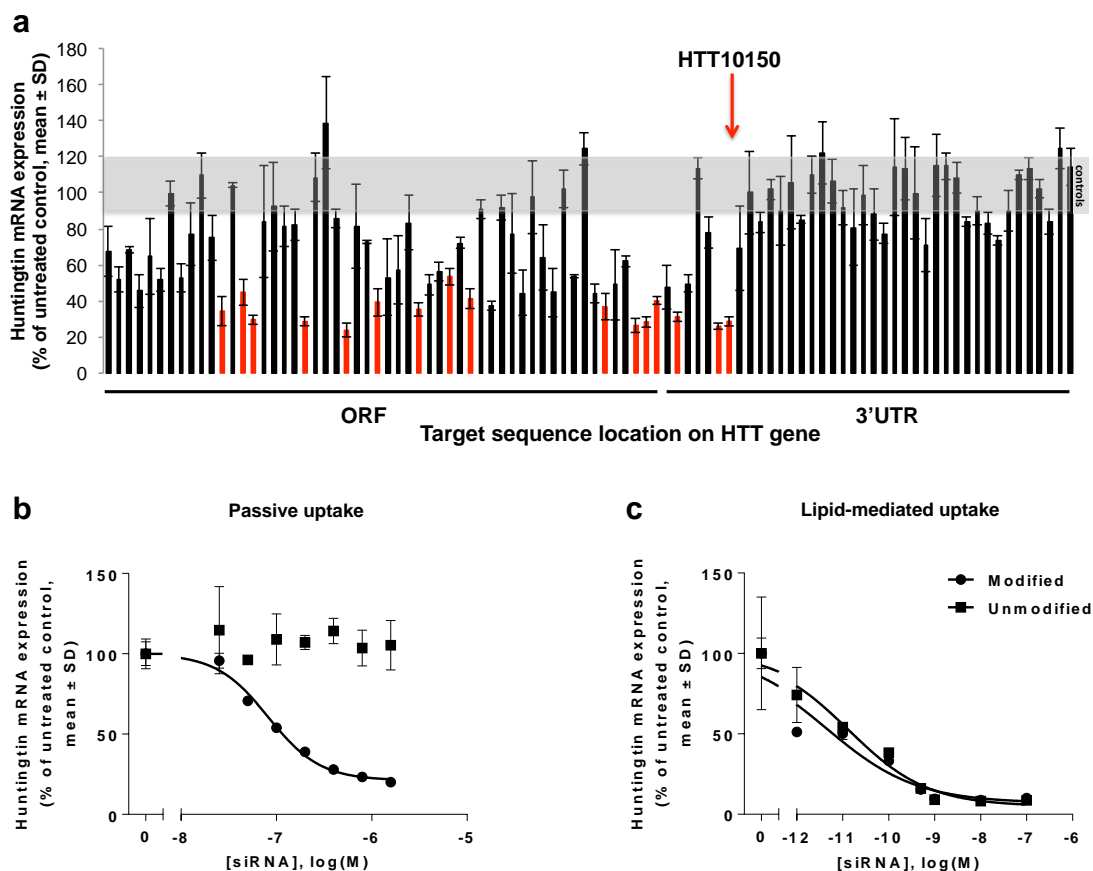 a
Huntingtin mRNA expression
(% of untreated control, mean ± SD)
180
160
140
120
100
80
60
40
20
0
HTT10150
controls
ORF
3’UTR
Target sequence location on HTT gene
b
Passive uptake
Huntingtin mRNA expression
(% of untreated control,
mean ± SD)
150
100
50
0
0
-8
-7
-6
-5
[siRNA], log(M)
c
Lipid-mediated uptake
Huntingtin mRNA expression
(% of untreated control,
mean ± SD)
150
100
50
0
Modified
Unmodified
0
-12
-11
-10
-9
-8
-7
-6
[siRNA], log(M)